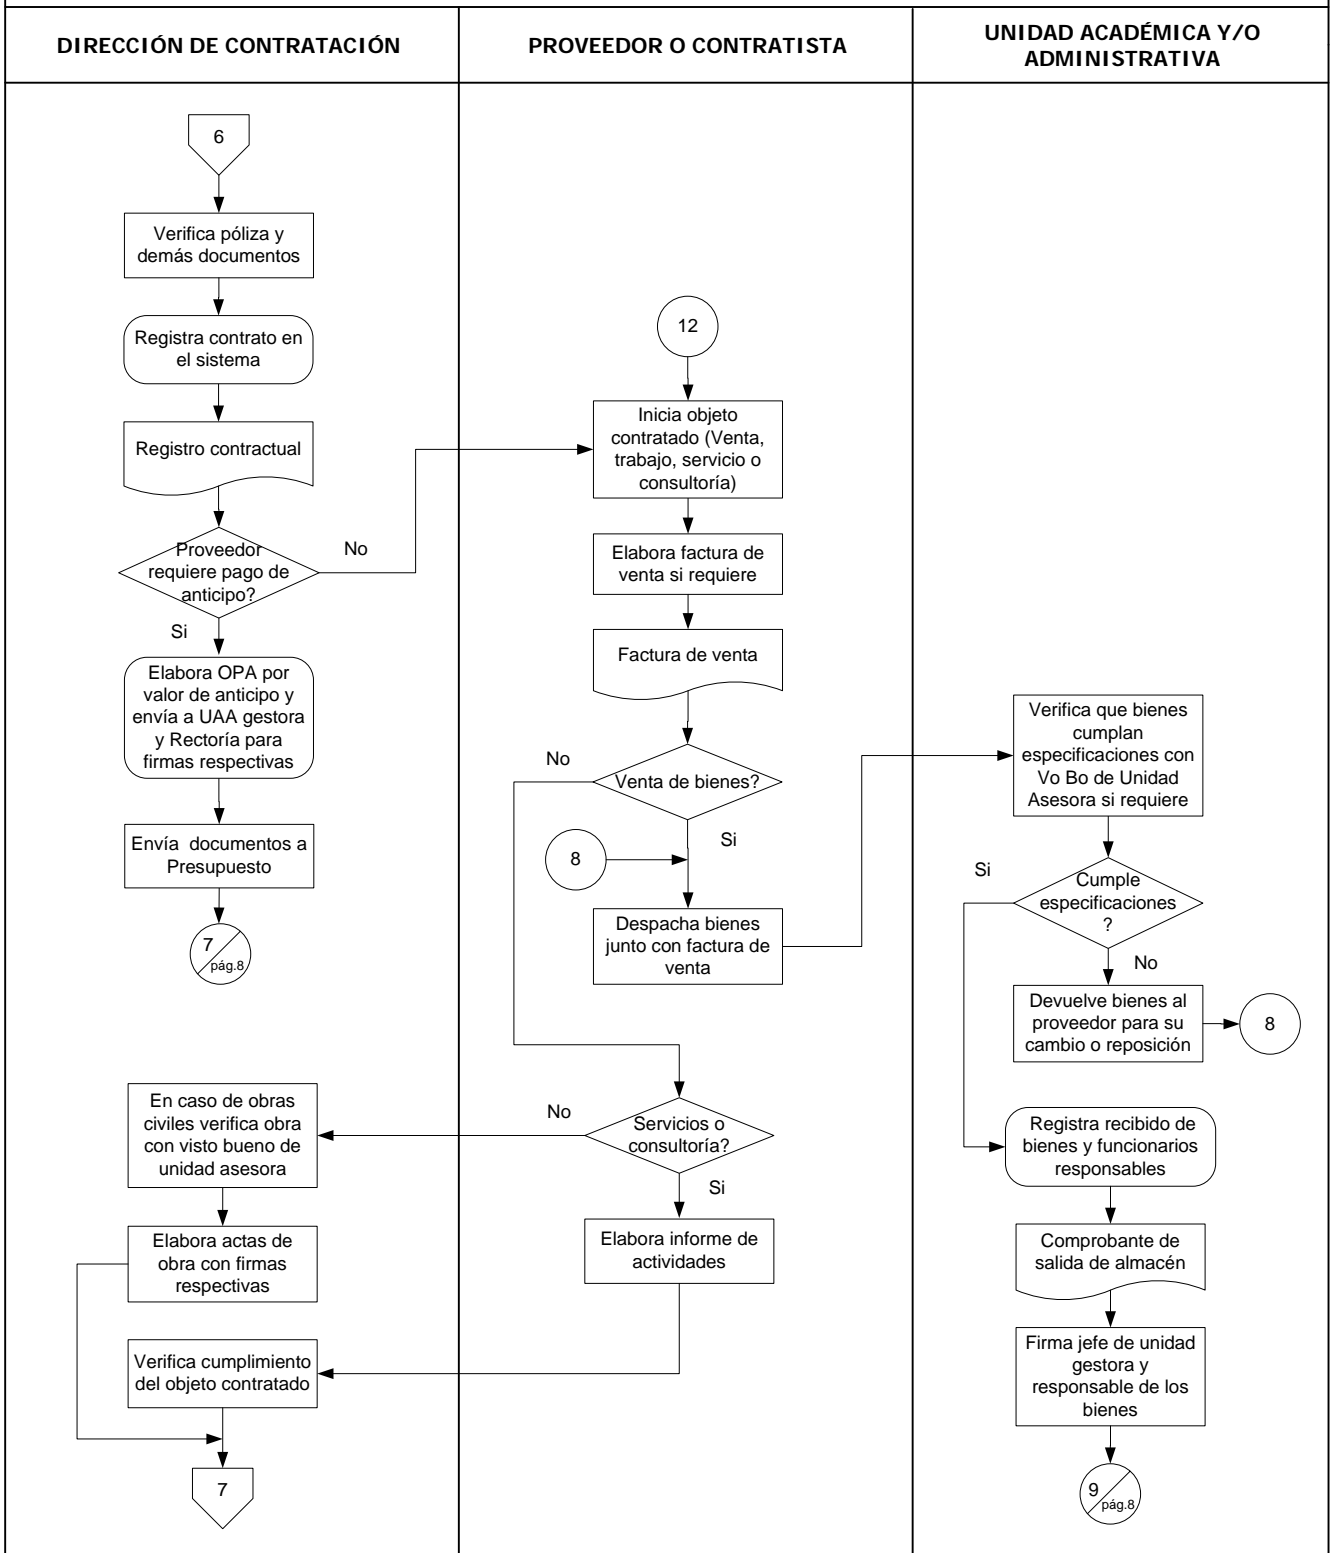 DIRECCIÓN DE CONTRATACIÓN
PROVEEDOR O CONTRATISTA
UNIDAD ACADÉMICA Y/O
ADMINISTRATIVA
6
Verifica póliza y
demás documentos
Registra contrato en
el sistema
Registro contractual
Proveedor
requiere pago de
anticipo?
No
Si
Elabora OPA por
valor de anticipo y
envía a UAA gestora
y Rectoría para
firmas respectivas
Envía documentos a
Presupuesto
7
pág.8
En caso de obras
civiles verifica obra
con visto bueno de
unidad asesora
Elabora actas de
obra con firmas
respectivas
Verifica cumplimiento
del objeto contratado
7
12
Inicia objeto
contratado (Venta,
trabajo, servicio o
consultoría)
Elabora factura de
venta si requiere
Factura de venta
No
Venta de bienes?
Si
8
Despacha bienes
junto con factura de
venta
No
Servicios o
consultoría?
Si
Elabora informe de
actividades
Verifica que bienes
cumplan
especificaciones con
Vo Bo de Unidad
Asesora si requiere
Si
Cumple
especificaciones
?
No
Devuelve bienes al
proveedor para su
cambio o reposición
8
Registra recibido de
bienes y funcionarios
responsables
Comprobante de
salida de almacén
Firma jefe de unidad
gestora y
responsable de los
bienes
9
pág.8